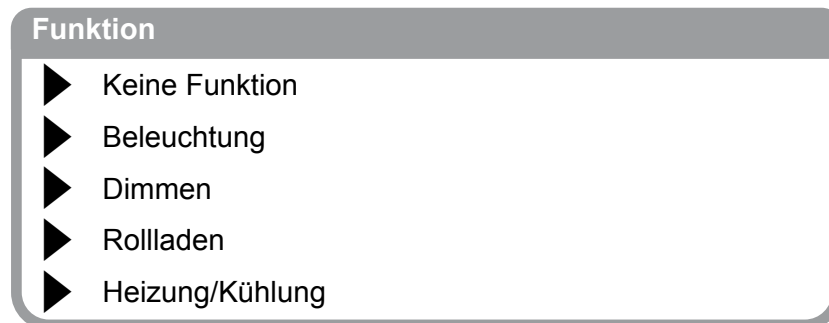 Funktion
Keine Funktion
Beleuchtung
Dimmen
Rollladen
Heizung/Kühlung